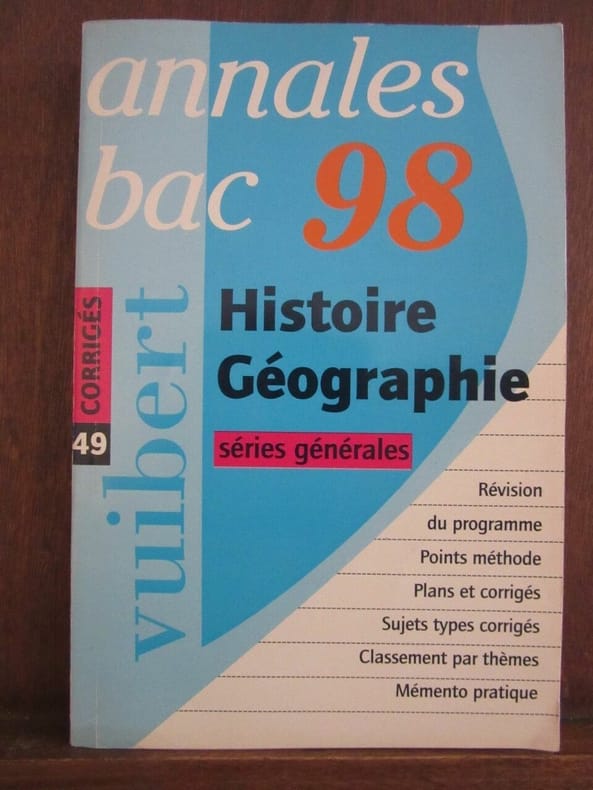 annales
bac 98
Histoire
Géographie
séries générales
CORRIGÉS
49
vuibert
Révision
du programme
Points méthode
Plans et corrigés
Sujets types corrigés
Classement par thèmes
Mémento pratique